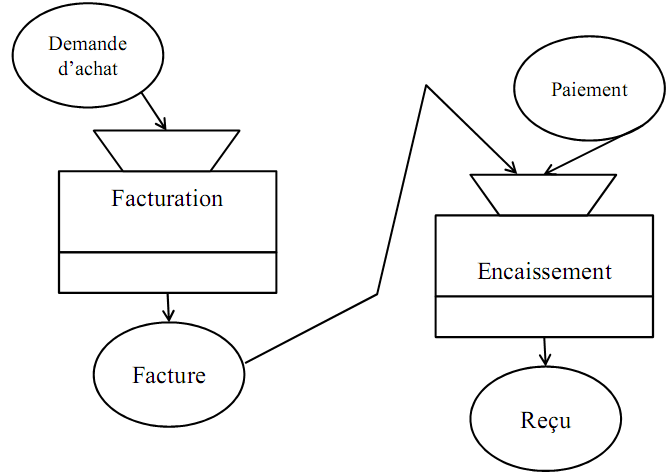 Demande
d'achat
Facturation
Facture
Paiement
Encaissement
Reçu